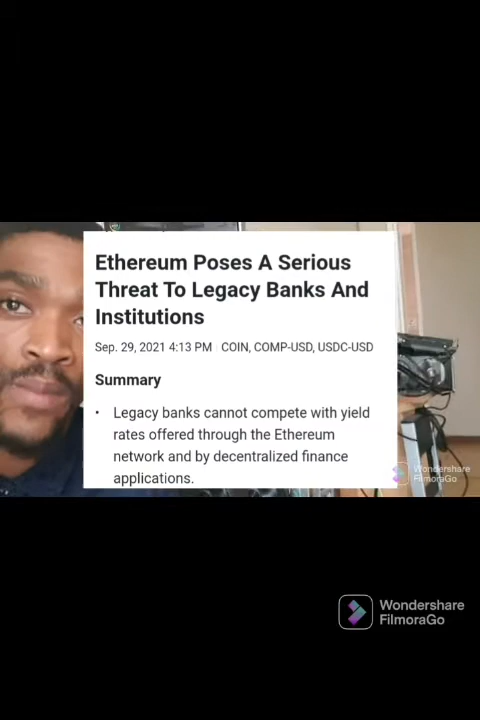 Ethereum Poses A Serious
Threat To Legacy Banks And
Institutions
Sep. 29, 2021 4:13 PM COIN, COMP-USD, USDC-USD
Summary
• Legacy banks cannot compete with yield
rates offered through the Ethereum
network and by decentralized finance
applications.
Wondershare
FilmoraGo
Wondershare
FilmoraGo